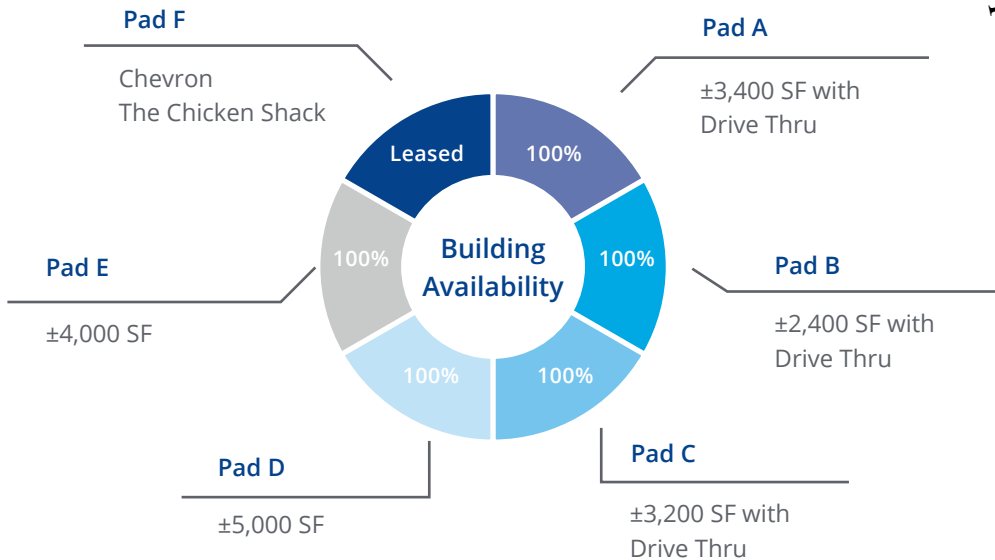 Pad F
Chevron
The Chicken Shack
Pad A
±3,400 SF with
Drive Thru
Leased
100%
Building
Availability
100%
100%
Pad E
±4,000 SF
Pad B
±2,400 SF with
Drive Thru
100%
100%
Pad D
±5,000 SF
Pad C
±3,200 SF with
Drive Thru